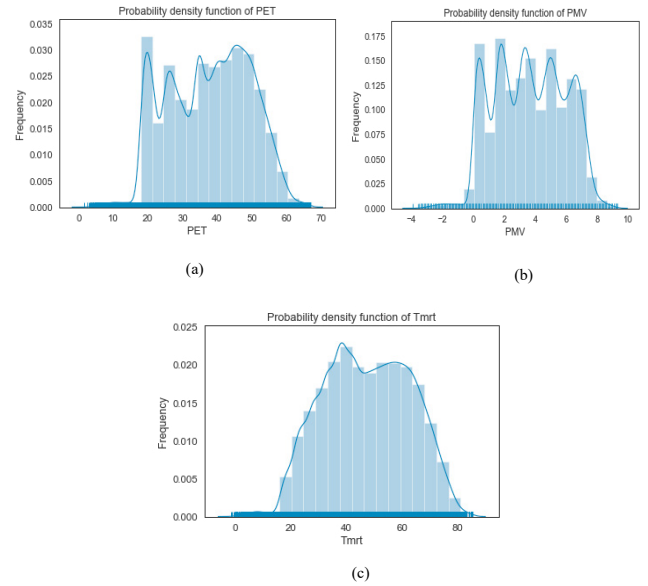 Probability density function of PET
0.035
0.030
0.025
0.020
0.015
0.010
0.005
0.000
Frequency
0 10 20 30 40 50 60 70
PET
(a)
Probability density function of PMV
0.175
0.150
0.125
0.100
0.075
0.050
0.025
0.000
Frequency
−4 −2 0 2 4 6 8 10
PMV
(b)
Probability density function of Tmrt
0.025
0.020
0.015
0.010
0.005
0.000
Frequency
0 20 40 60 80
Tmrt
(c)